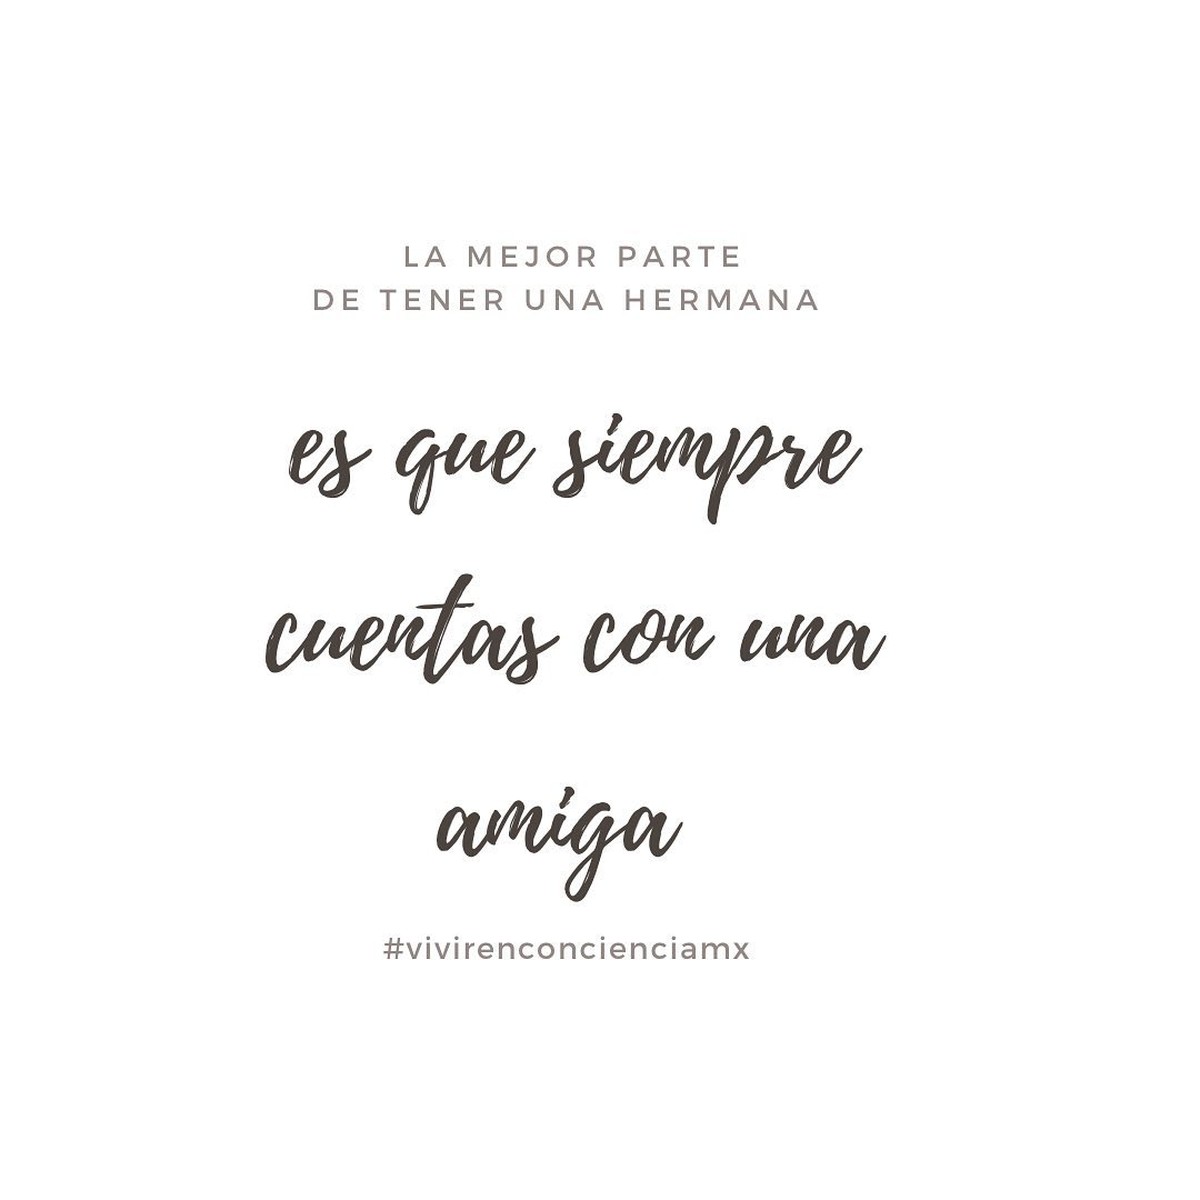 LA MEJOR PARTE
DE TENER UNA HERMANA
es que siempre
cuentas con una
amiga
#vivirenconcienciamx